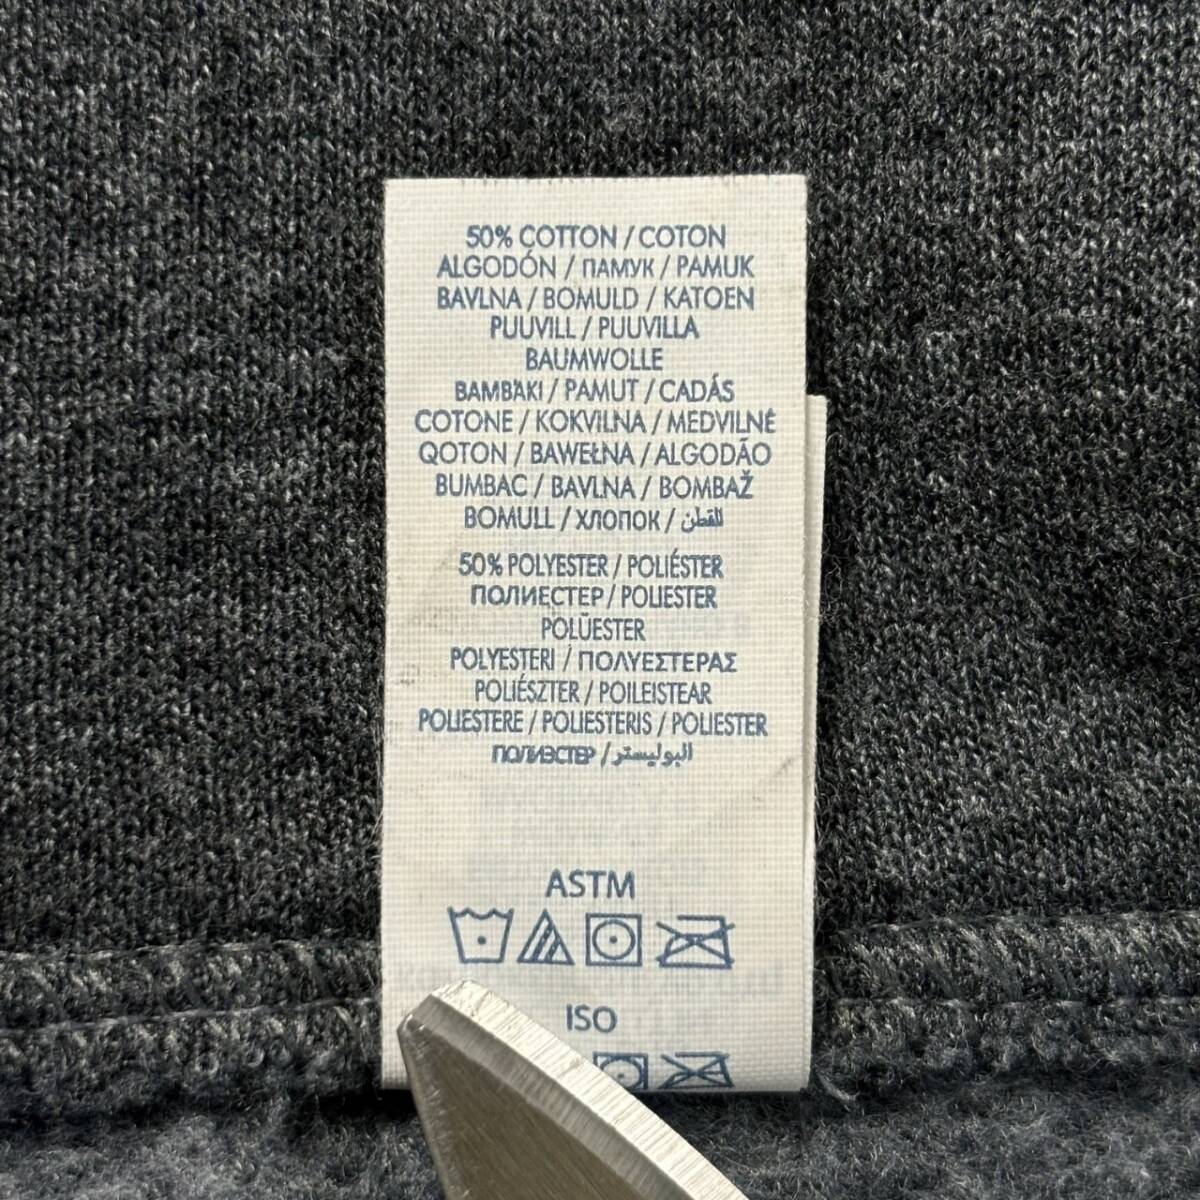 50% COTTON / COTON
ALGODÓN / ПАМУК / PAMUK
BAVLNA / BOMULD / KATOEN
PUUVILL / PUUVILLA
BAUMWOLLE
BAMBAKI / PAMUT / CADÁS
COTONE / KOKVILNA / MEDVILNĖ
QOTON / BAWEŁNA / ALGODÃO
BUMBAC / BAVLNA / BOMBAŽ
BOMULL / ХЛОПОК / للقطن
50% POLYESTER / POLIÉSTER
ПОЛИЕСТЕР / POLIESTER
POLÜESTER
POLYESTERI / ΠΟΛΥΕΣΤΕΡΑΣ
POLIÉSZTER / POILEISTEAR
POLIESTERE / POLIESTERIS / POLIESTER
ПОЛИЭСТЕР / البوليستر
ASTM
ISO